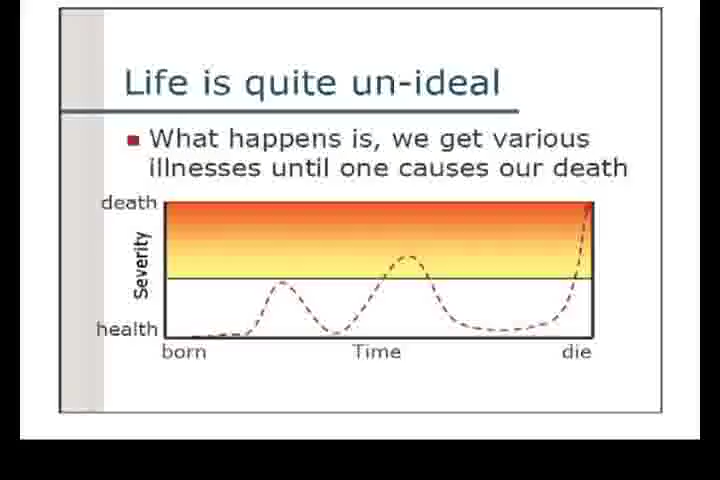 Life is quite un-ideal
What happens is, we get various
illnesses until one causes our death
death
Severity
health
born Time die